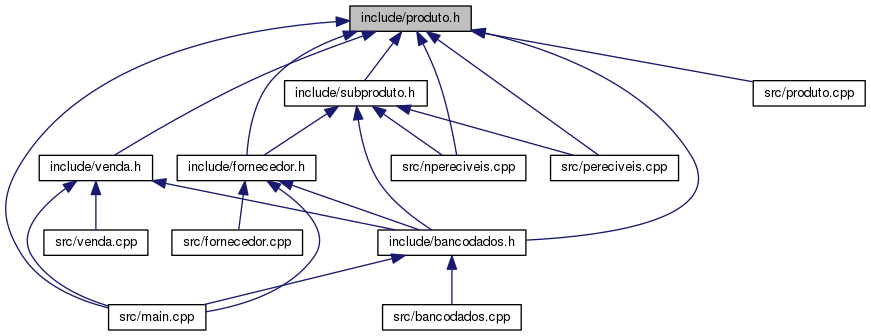 include/produto.h
include/subproduto.h
src/produto.cpp
include/venda.h
include/fornecedor.h
src/npereciveis.cpp
src/pereciveis.cpp
src/venda.cpp
src/fornecedor.cpp
include/bancodados.h
src/main.cpp
src/bancodados.cpp